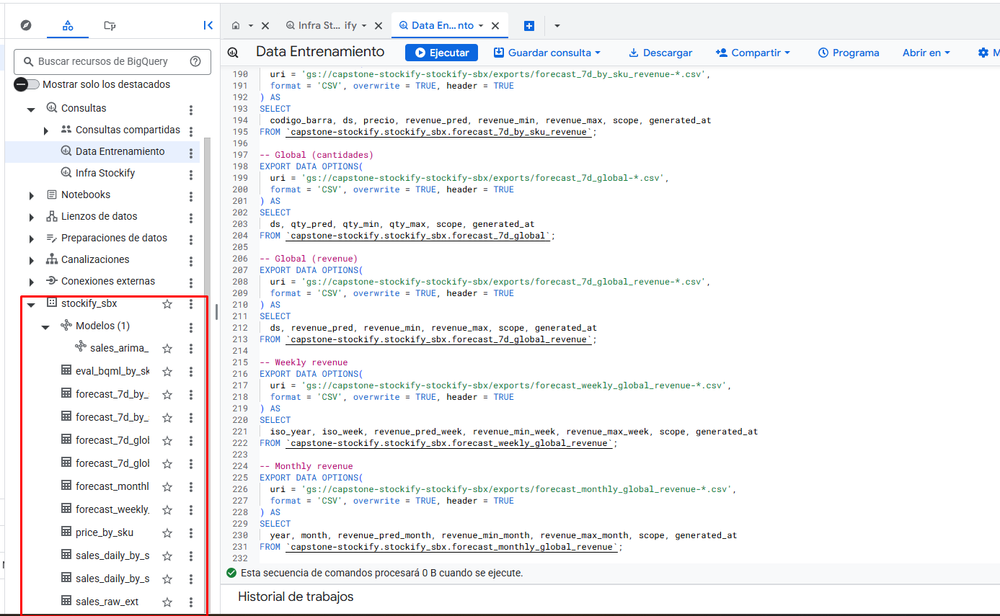 Infra St... ify
Data En...nto
Buscar recursos de BigQuery
Mostrar solo los destacados
Consultas
Consultas compartidas
Data Entrenamiento
Infra Stockify
Notebooks
Lienzos de datos
Preparaciones de datos
Canalizaciones
Conexiones externas
stockify_sbx
Modelos (1)
sales_arima_
eval_bqml_by_sk
forecast_7d_by_
forecast_7d_by_
forecast_7d_glol
forecast_7d_glol
forecast_monthl
forecast_weekly_
price_by_sku
sales_daily_by_s
sales_daily_by_s
sales_raw_ext
Data Entrenamiento
Ejecutar
Guardar consulta
Descargar
Compartir
Programa
Abrir en
M
190 uri = 'gs://capstone-stockify-stockify-sbx/exports/forecast_7d_by_sku_revenue-*.csv',
191 format = 'CSV', overwrite = TRUE, header = TRUE
192 ) AS
193 SELECT
194 codigo_barra, ds, precio, revenue_pred, revenue_min, revenue_max, scope, generated_at
195 FROM `capstone-stockify.stockify_sbx.forecast_7d_by_sku_revenue`;
196
197 -- Global (cantidades)
198 EXPORT DATA OPTIONS(
199 uri = 'gs://capstone-stockify-stockify-sbx/exports/forecast_7d_global-*.csv',
200 format = 'CSV', overwrite = TRUE, header = TRUE
201 ) AS
202 SELECT
203 ds, qty_pred, qty_min, qty_max, scope, generated_at
204 FROM `capstone-stockify.stockify_sbx.forecast_7d_global`;
205
206 -- Global (revenue)
207 EXPORT DATA OPTIONS(
208 uri = 'gs://capstone-stockify-stockify-sbx/exports/forecast_7d_global_revenue-*.csv',
209 format = 'CSV', overwrite = TRUE, header = TRUE
210 ) AS
211 SELECT
212 ds, revenue_pred, revenue_min, revenue_max, scope, generated_at
213 FROM `capstone-stockify.stockify_sbx.forecast_7d_global_revenue`;
214
215 -- Weekly revenue
216 EXPORT DATA OPTIONS(
217 uri = 'gs://capstone-stockify-stockify-sbx/exports/forecast_weekly_global_revenue-*.csv',
218 format = 'CSV', overwrite = TRUE, header = TRUE
219 ) AS
220 SELECT
221 iso_year, iso_week, revenue_pred_week, revenue_min_week, revenue_max_week, scope, generated_at
222 FROM `capstone-stockify.stockify_sbx.forecast_weekly_global_revenue`;
223
224 -- Monthly revenue
225 EXPORT DATA OPTIONS(
226 uri = 'gs://capstone-stockify-stockify-sbx/exports/forecast_monthly_global_revenue-*.csv',
227 format = 'CSV', overwrite = TRUE, header = TRUE
228 ) AS
229 SELECT
230 year, month, revenue_pred_month, revenue_min_month, revenue_max_month, scope, generated_at
231 FROM `capstone-stockify.stockify_sbx.forecast_monthly_global_revenue`;
232
Esta secuencia de comandos procesará 0 B cuando se ejecute.
Historial de trabajos